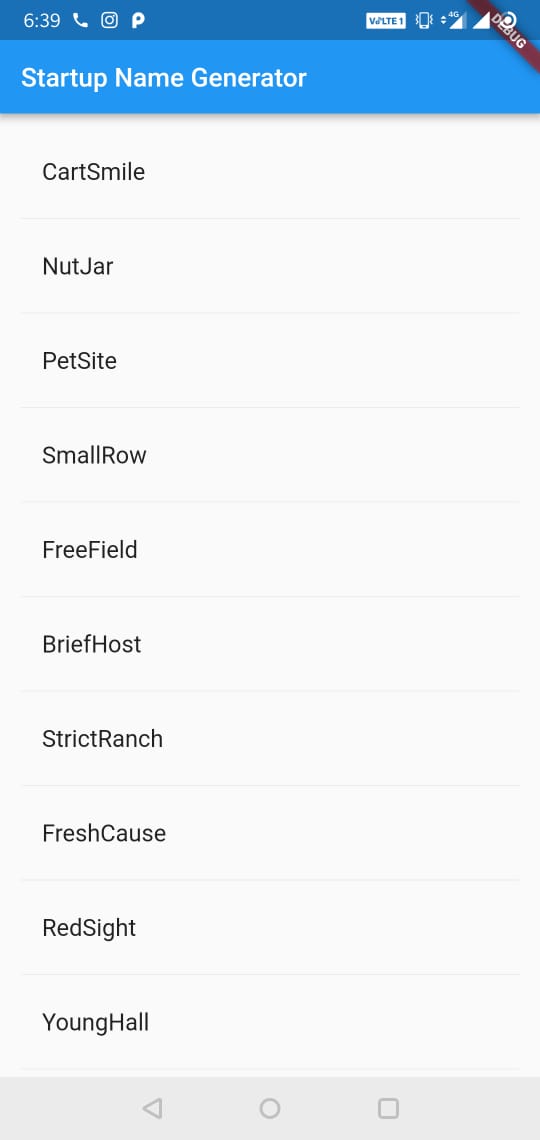 6:39
VoLTE 1
4G
DEBUG
Startup Name Generator
CartSmile
NutJar
PetSite
SmallRow
FreeField
BriefHost
StrictRanch
FreshCause
RedSight
YoungHall